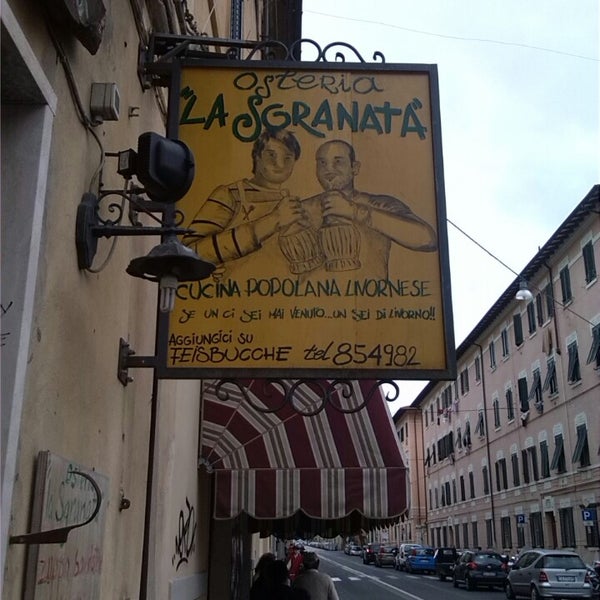 osteria
"LA SGRANATA"
CUCINA POPOLANA LIVORNESE
SE UN CI SEI MAI VENUTO...UN SEI DI LIVORNO!!
AGGIUNGICI SU
FEISBUCCHE tel 854982
P
P